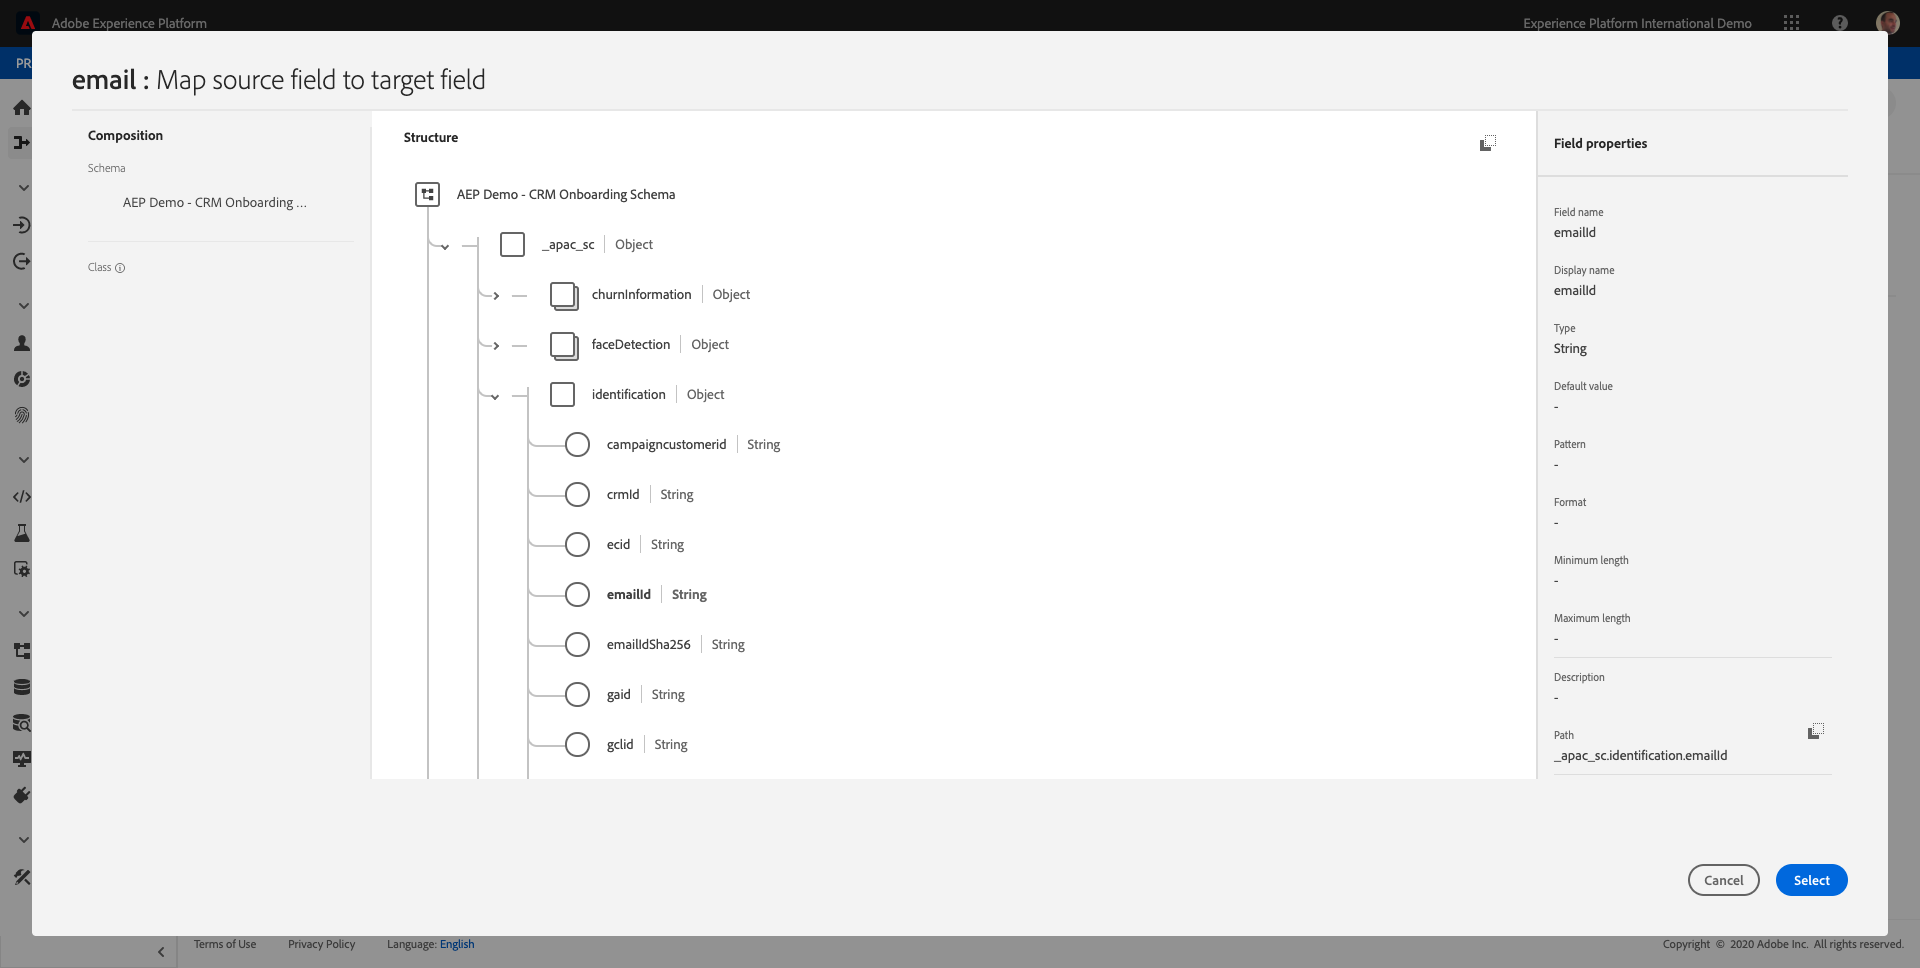 Adobe Experience Platform
Experience Platform International Demo
PR
email : Map source field to target field
Composition
Schema
AEP Demo - CRM Onboarding ...
Class
Structure
AEP Demo - CRM Onboarding Schema
_apac_sc Object
churnInformation Object
faceDetection Object
identification Object
campaigncustomerid String
crmId String
ecid String
emailId String
emailIdSha256 String
gaid String
gclid String
Field properties
Field name
emailId
Display name
emailId
Type
String
Default value
-
Pattern
-
Format
-
Minimum length
-
Maximum length
-
Description
-
Path
_apac_sc.identification.emailId
Cancel
Select
Terms of Use Privacy Policy Language: English
Copyright © 2020 Adobe Inc. All rights reserved.